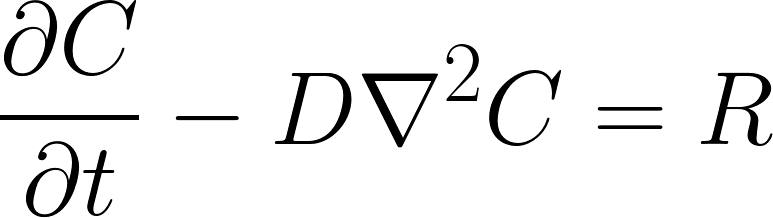 ∂C/∂t − D∇²C = R